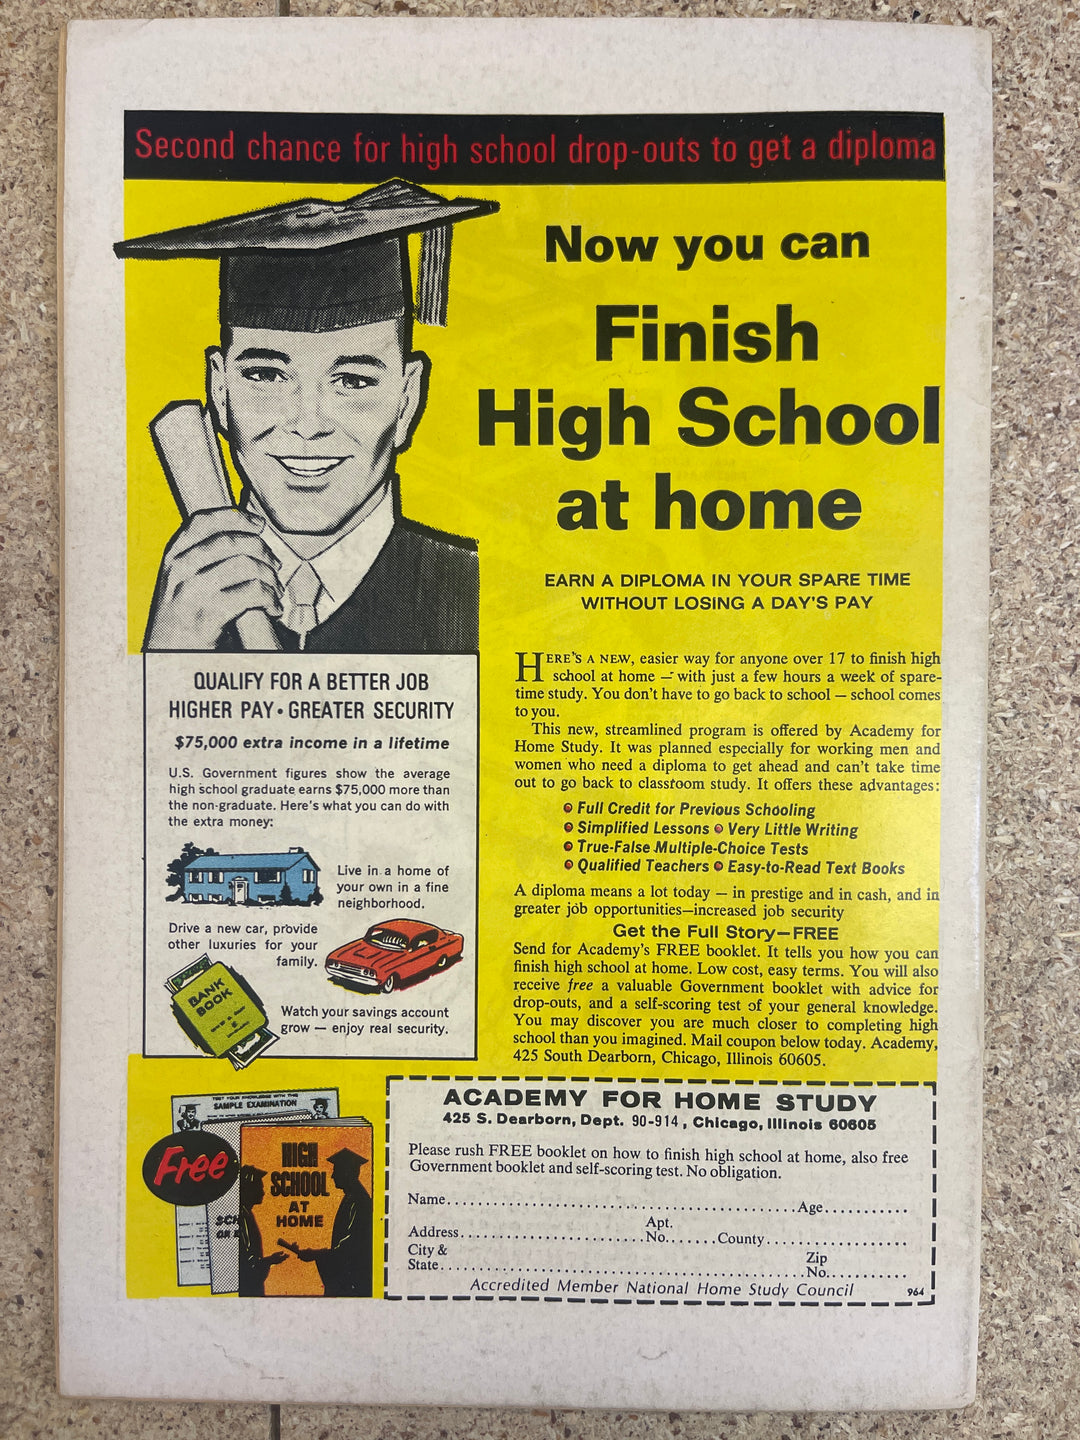 Second chance for high school drop-outs to get a diploma
Now you can
Finish
High School
at home
EARN A DIPLOMA IN YOUR SPARE TIME
WITHOUT LOSING A DAY'S PAY
QUALIFY FOR A BETTER JOB
HIGHER PAY • GREATER SECURITY
$75,000 extra income in a lifetime
U.S. Government figures show the average
high school graduate earns $75,000 more than
the non-graduate. Here's what you can do with
the extra money:
Live in a home of
your own in a fine
neighborhood.
Drive a new car, provide
other luxuries for your
family.
BANK
BOOK
Watch your savings account
grow — enjoy real security.
HERE'S A NEW, easier way for anyone over 17 to finish high
school at home — with just a few hours a week of spare-
time study. You don't have to go back to school — school comes
to you.
This new, streamlined program is offered by Academy for
Home Study. It was planned especially for working men and
women who need a diploma to get ahead and can't take time
out to go back to classroom study. It offers these advantages:
• Full Credit for Previous Schooling
• Simplified Lessons • Very Little Writing
• True-False Multiple-Choice Tests
• Qualified Teachers • Easy-to-Read Text Books
A diploma means a lot today — in prestige and in cash, and in
greater job opportunities—increased job security
Get the Full Story—FREE
Send for Academy's FREE booklet. It tells you how you can
finish high school at home. Low cost, easy terms. You will also
receive free a valuable Government booklet with advice for
drop-outs, and a self-scoring test of your general knowledge.
You may discover you are much closer to completing high
school than you imagined. Mail coupon below today. Academy,
425 South Dearborn, Chicago, Illinois 60605.
TEST YOUR KNOWLEDGE WITH THIS
SAMPLE EXAMINATION
Free
HIGH
SCHOOL
AT
HOME
SCH
OR
ACADEMY FOR HOME STUDY
425 S. Dearborn, Dept. 90-914, Chicago, Illinois 60605
Please rush FREE booklet on how to finish high school at home, also free
Government booklet and self-scoring test. No obligation.
Name Age
Address Apt. No. County
City & State Zip No.
Accredited Member National Home Study Council 964